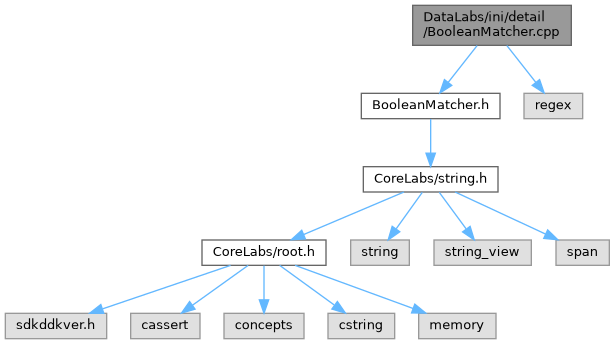 DataLabs/ini/detail
/BooleanMatcher.cpp
BooleanMatcher.h
regex
CoreLabs/string.h
CoreLabs/root.h
string
string_view
span
sdkddkver.h
cassert
concepts
cstring
memory